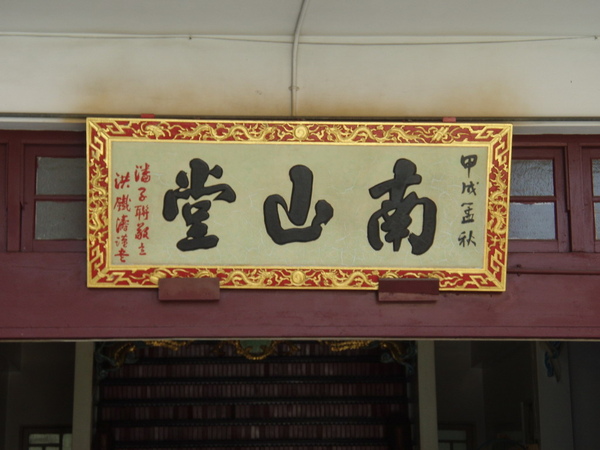 甲戌孟秋
南山堂
潘子聯敬立
洪鐵濤謹書